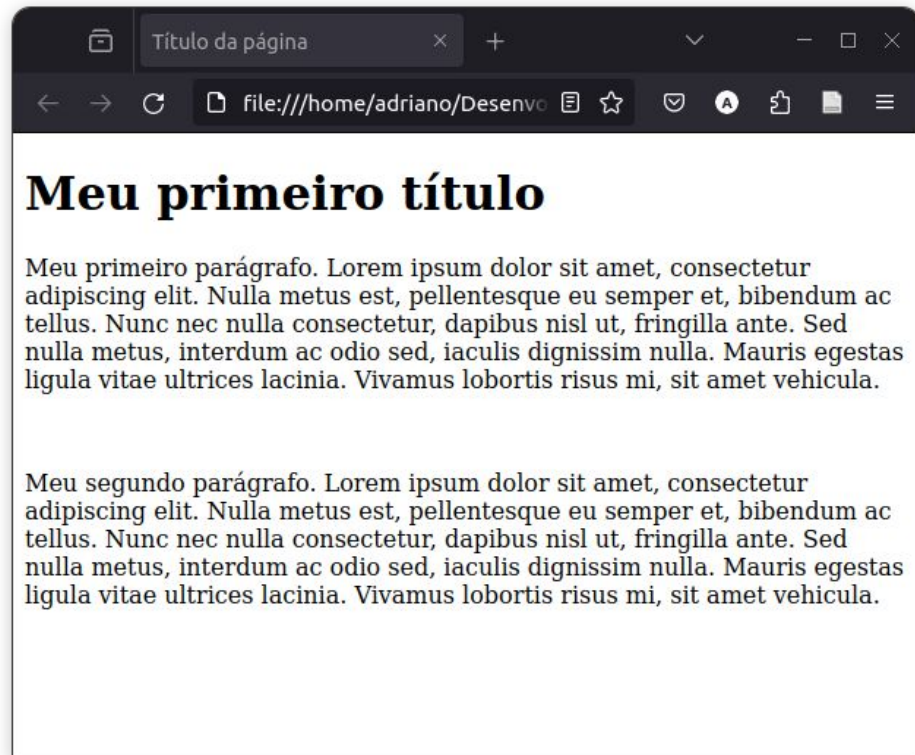 Título da página
file:///home/adriano/Desenvo
A
Meu primeiro título
Meu primeiro parágrafo. Lorem ipsum dolor sit amet, consectetur
adipiscing elit. Nulla metus est, pellentesque eu semper et, bibendum ac
tellus. Nunc nec nulla consectetur, dapibus nisl ut, fringilla ante. Sed
nulla metus, interdum ac odio sed, iaculis dignissim nulla. Mauris egestas
ligula vitae ultrices lacinia. Vivamus lobortis risus mi, sit amet vehicula.
Meu segundo parágrafo. Lorem ipsum dolor sit amet, consectetur
adipiscing elit. Nulla metus est, pellentesque eu semper et, bibendum ac
tellus. Nunc nec nulla consectetur, dapibus nisl ut, fringilla ante. Sed
nulla metus, interdum ac odio sed, iaculis dignissim nulla. Mauris egestas
ligula vitae ultrices lacinia. Vivamus lobortis risus mi, sit amet vehicula.